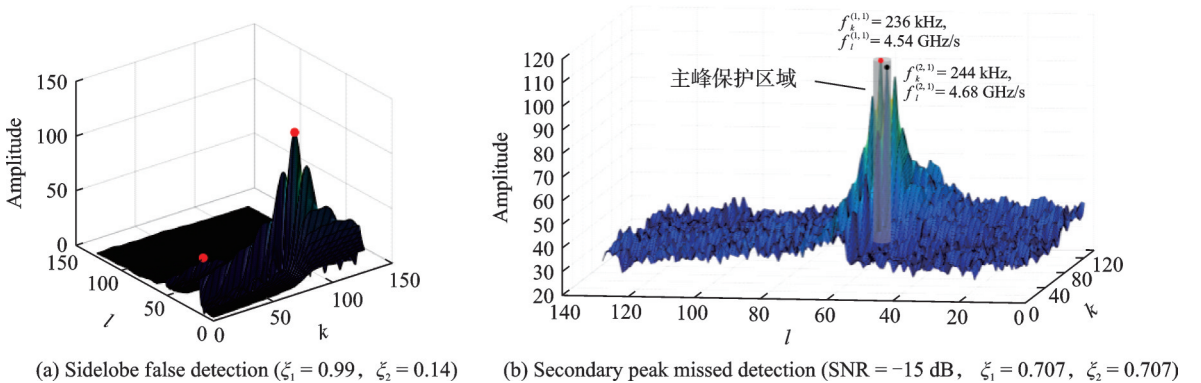 Amplitude
150
100
50
0
150
100
50
0
l
0
50
100
150
k
(a) Sidelobe false detection (ξ₁ = 0.99, ξ₂ = 0.14)
f_k^(1, 1) = 236 kHz,
f_l^(1, 1) = 4.54 GHz/s
f_k^(2, 1) = 244 kHz,
f_l^(2, 1) = 4.68 GHz/s
主峰保护区域
Amplitude
120
110
100
90
80
70
60
50
40
30
20
140
120
100
80
60
40
20
0
l
0
40
80
120
k
(b) Secondary peak missed detection (SNR = −15 dB, ξ₁ = 0.707, ξ₂ = 0.707)